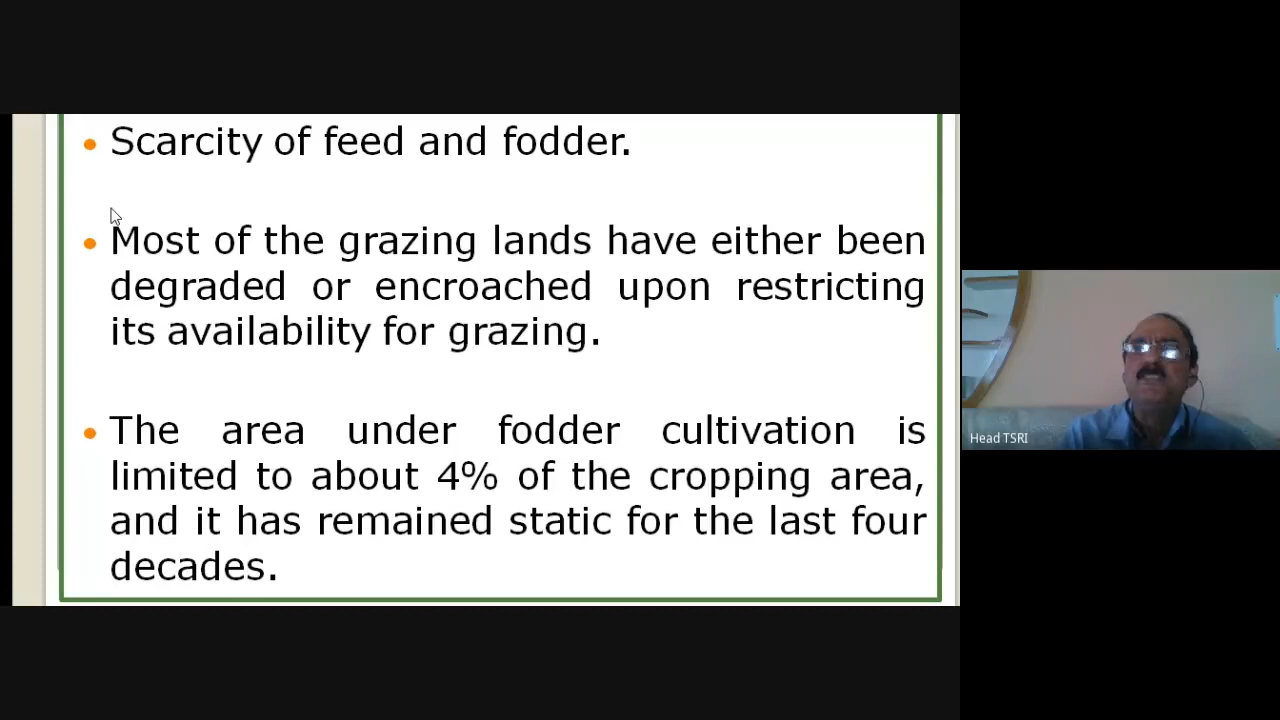 Scarcity of feed and fodder.
Most of the grazing lands have either been
degraded or encroached upon restricting
its availability for grazing.
The area under fodder cultivation is
limited to about 4% of the cropping area,
and it has remained static for the last four
decades.
Head TSRI